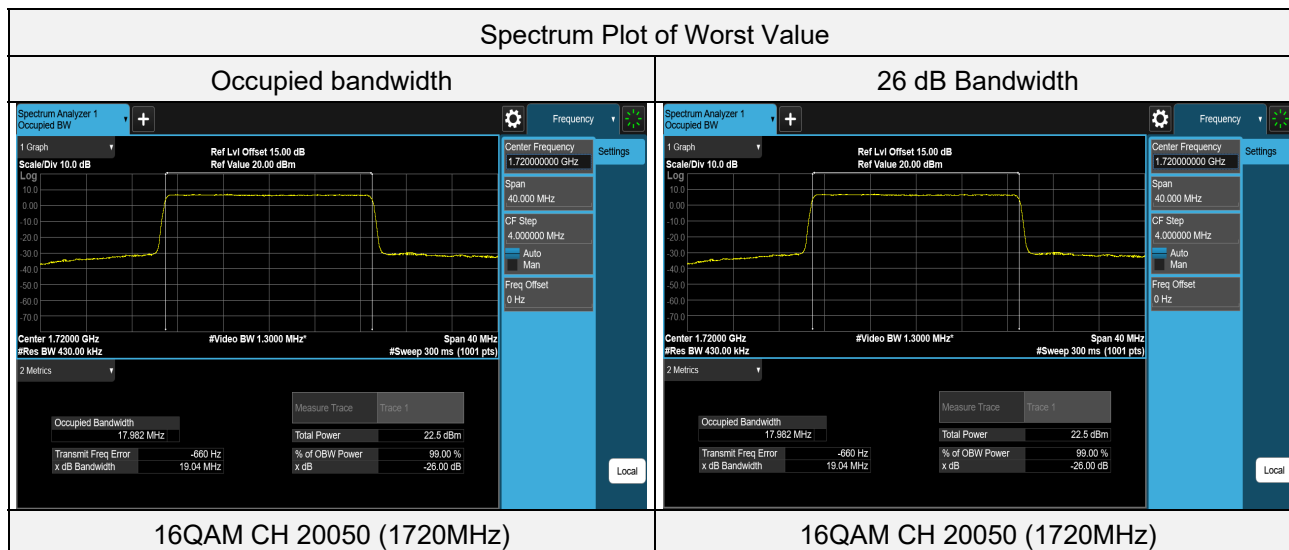 Spectrum Plot of Worst Value
Occupied bandwidth
Spectrum Analyzer 1
Occupied BW
+
Frequency
1 Graph
Scale/Div 10.0 dB
Ref Lvl Offset 15.00 dB
Ref Value 20.00 dBm
Log
10.0
0.00
-10.0
-20.0
-30.0
-40.0
-50.0
-60.0
-70.0
Center 1.72000 GHz
#Video BW 1.3000 MHz*
Span 40 MHz
#Res BW 430.00 kHz
#Sweep 300 ms (1001 pts)
Center Frequency
1.720000000 GHz
Settings
Span
40.000 MHz
CF Step
4.000000 MHz
Auto
Man
Freq Offset
0 Hz
2 Metrics
Measure Trace Trace 1
Occupied Bandwidth
17.982 MHz
Total Power 22.5 dBm
Transmit Freq Error -660 Hz
% of OBW Power 99.00 %
x dB Bandwidth 19.04 MHz
x dB -26.00 dB
Local
16QAM CH 20050 (1720MHz)
26 dB Bandwidth
Spectrum Analyzer 1
Occupied BW
+
Frequency
1 Graph
Scale/Div 10.0 dB
Ref Lvl Offset 15.00 dB
Ref Value 20.00 dBm
Log
10.0
0.00
-10.0
-20.0
-30.0
-40.0
-50.0
-60.0
-70.0
Center 1.72000 GHz
#Video BW 1.3000 MHz*
Span 40 MHz
#Res BW 430.00 kHz
#Sweep 300 ms (1001 pts)
Center Frequency
1.720000000 GHz
Settings
Span
40.000 MHz
CF Step
4.000000 MHz
Auto
Man
Freq Offset
0 Hz
2 Metrics
Measure Trace Trace 1
Occupied Bandwidth
17.982 MHz
Total Power 22.5 dBm
Transmit Freq Error -660 Hz
% of OBW Power 99.00 %
x dB Bandwidth 19.04 MHz
x dB -26.00 dB
Local
16QAM CH 20050 (1720MHz)